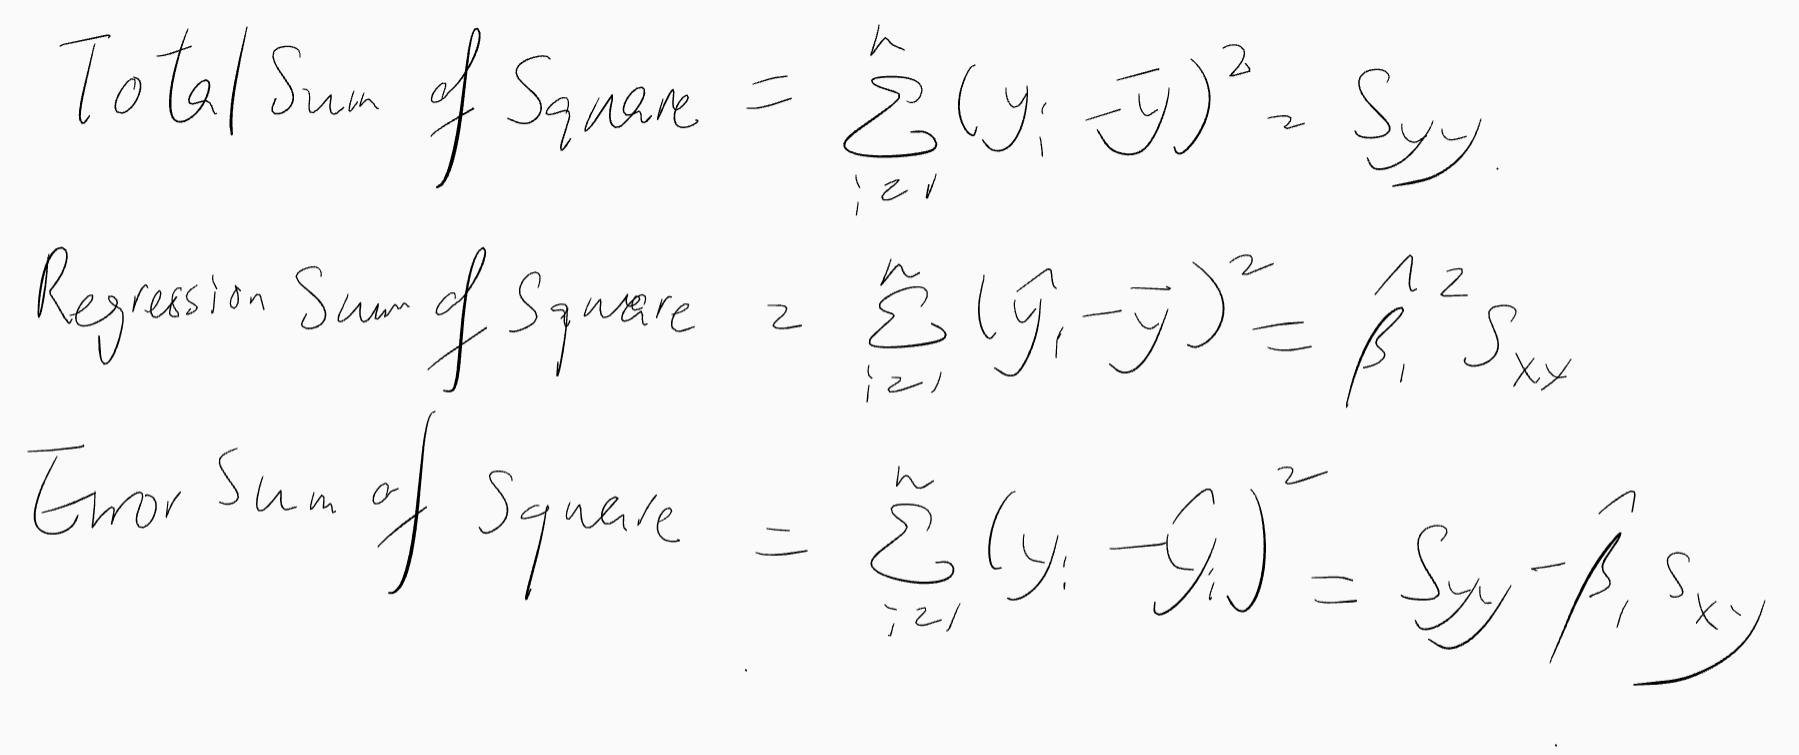 Total Sum of Square = \sum_{i=1}^{n} (y_i - \bar{y})^2 = S_{yy}.
Regression Sum of Square = \sum_{i=1}^{n} (\hat{y}_i - \bar{y})^2 = \hat{\beta}_1^2 S_{xy}
Error Sum of Square = \sum_{i=1}^{n} (y_i - \hat{y}_i)^2 = S_{yy} - \hat{\beta}_1 S_{xy}